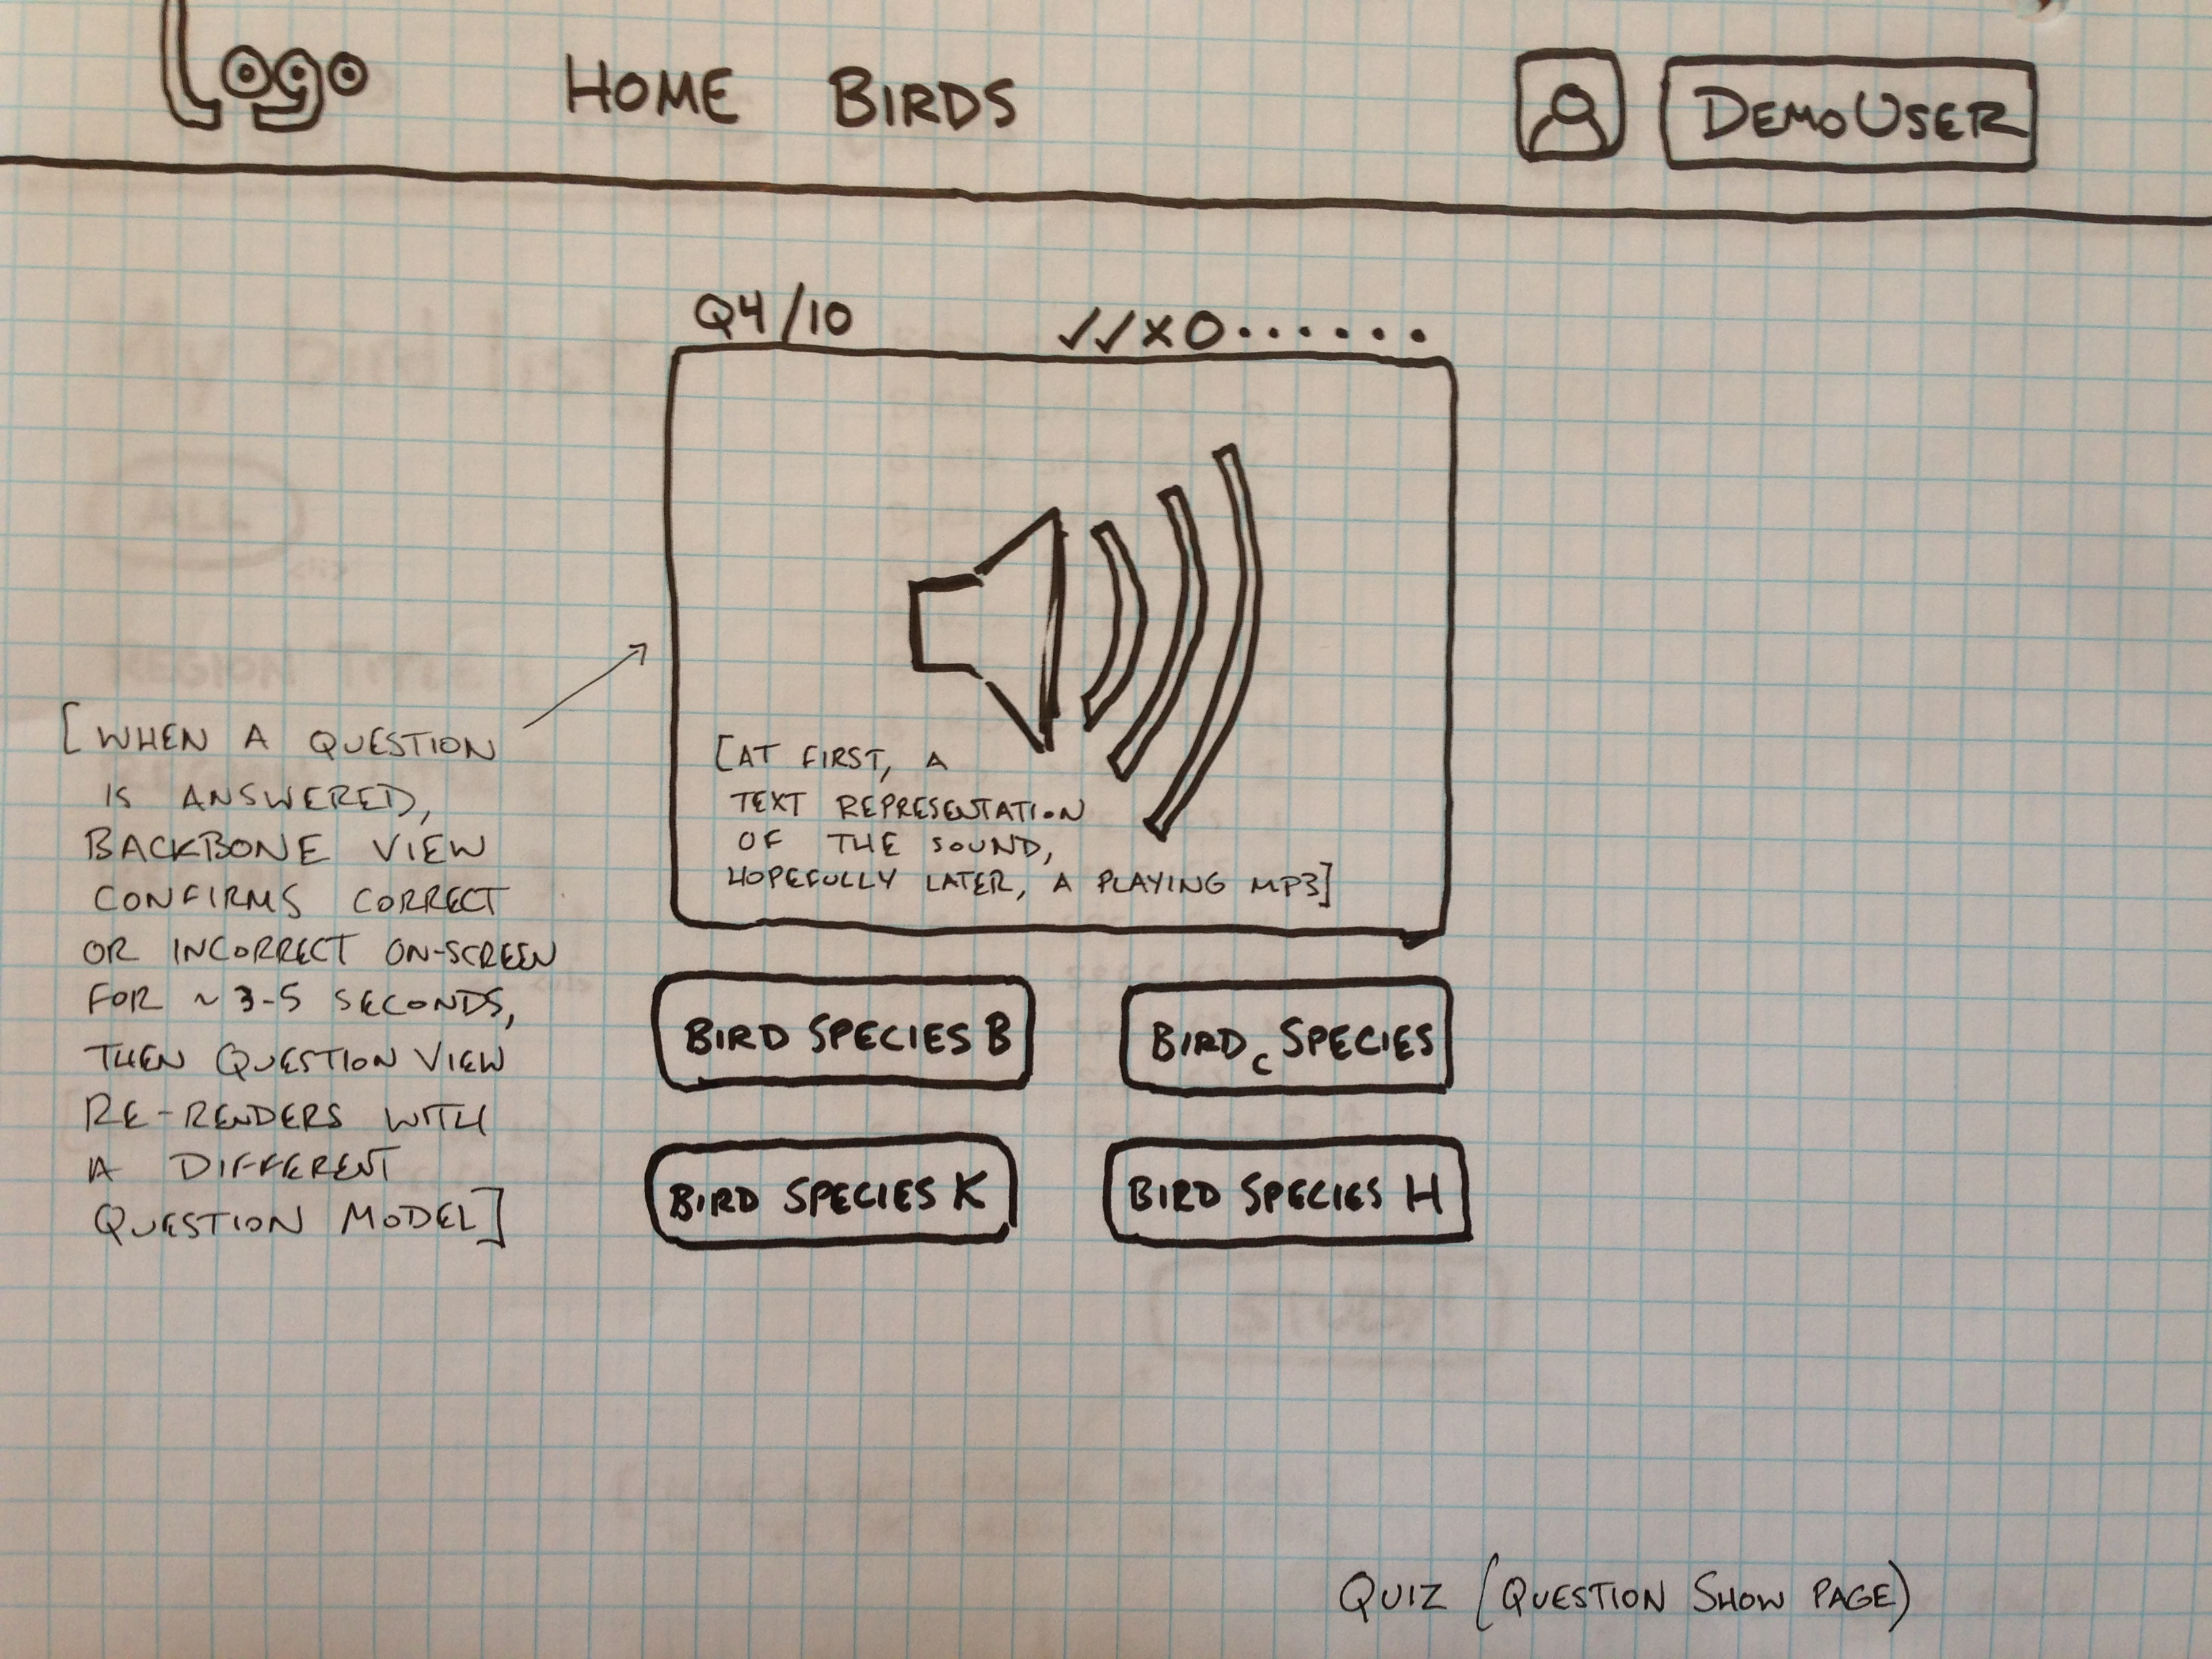 Logo HOME BIRDS DEMOUSER
Q4/10 ✓✓XO......
[WHEN A QUESTION
IS ANSWERED,
BACKBONE VIEW
CONFIRMS CORRECT
OR INCORRECT ON-SCREEN
FOR ~3-5 SECONDS,
THEN QUESTION VIEW
RE-RENDERS WITH
A DIFFERENT
QUESTION MODEL]
[AT FIRST, A
TEXT REPRESENTATION
OF THE SOUND,
HOPEFULLY LATER, A PLAYING MP3]
BIRD SPECIES B
BIRD C SPECIES
BIRD SPECIES K
BIRD SPECIES H
QUIZ (QUESTION SHOW PAGE)